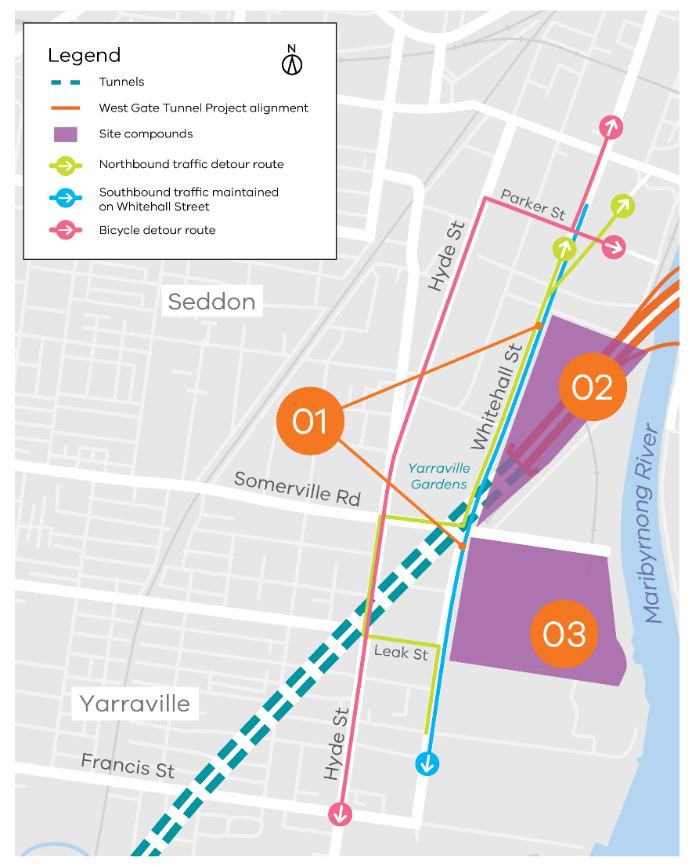 Legend
N
Tunnels
West Gate Tunnel Project alignment
Site compounds
Northbound traffic detour route
Southbound traffic maintained
on Whitehall Street
Bicycle detour route
Parker St
Hyde St
Seddon
Whitehall St
02
01
Maribyrnong River
Yarraville
Gardens
Somerville Rd
03
Leak St
Yarraville
Hyde St
Francis St